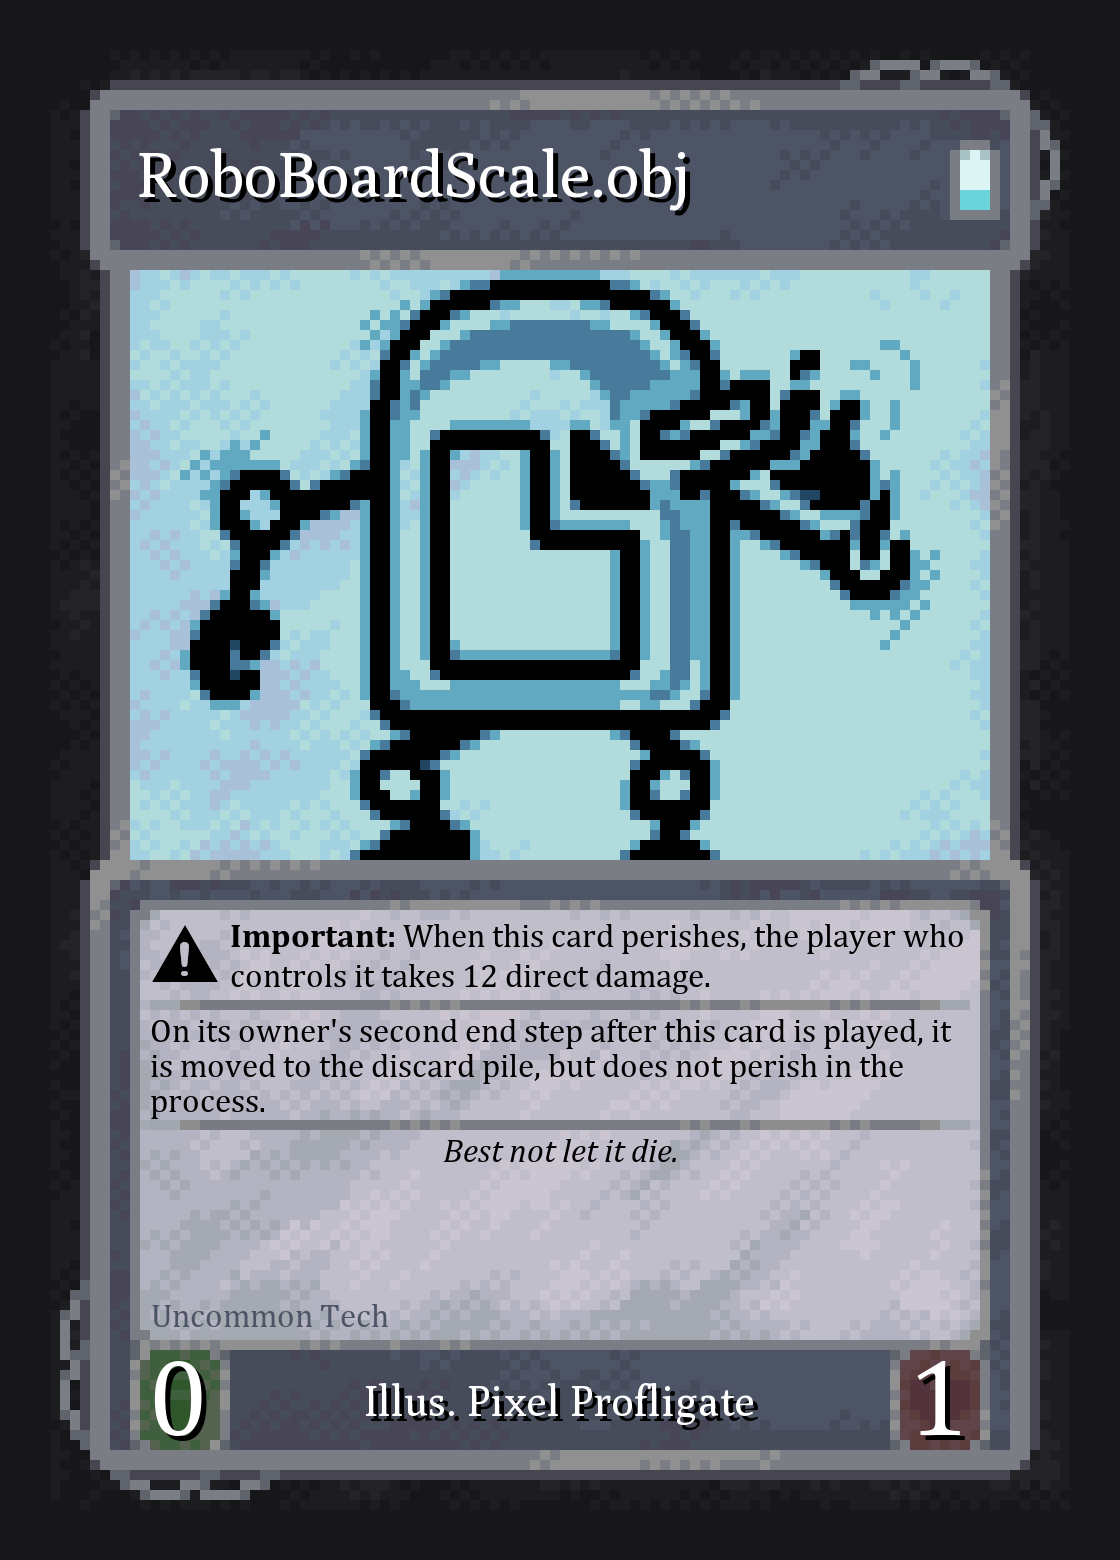 RoboBoardScale.obj
Important: When this card perishes, the player who
controls it takes 12 direct damage.
On its owner's second end step after this card is played, it
is moved to the discard pile, but does not perish in the
process.
Best not let it die.
Uncommon Tech
0
Illus. Pixel Profligate
1